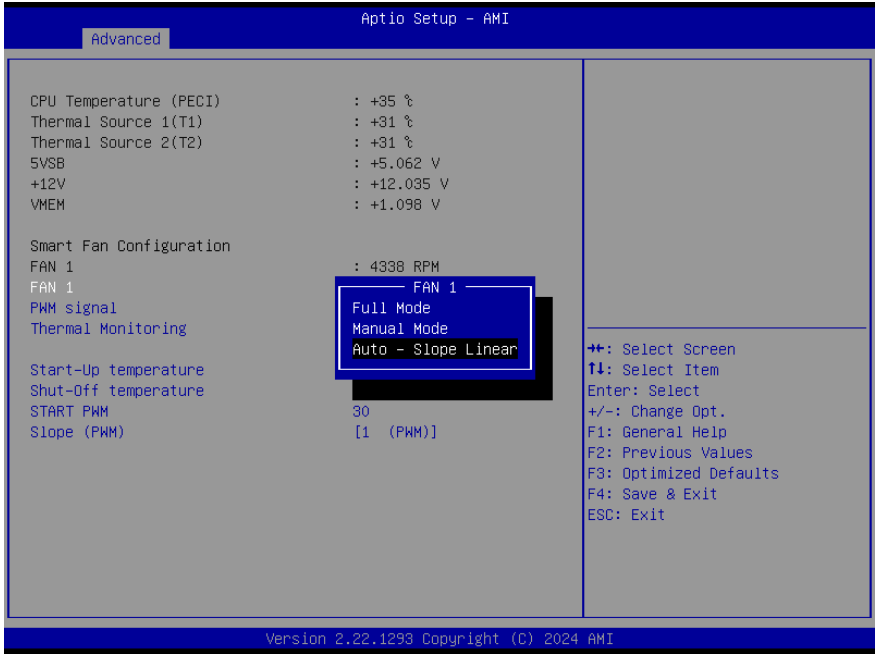 Aptio Setup – AMI
Advanced
CPU Temperature (PECI) : +35 ℃
Thermal Source 1(T1) : +31 ℃
Thermal Source 2(T2) : +31 ℃
5VSB : +5.062 V
+12V : +12.035 V
VMEM : +1.098 V
Smart Fan Configuration
FAN 1 : 4338 RPM
FAN 1
PWM signal
Thermal Monitoring
Start-Up temperature
Shut-Off temperature
START PWM 30
Slope (PWM) [1 (PWM)]
FAN 1
Full Mode
Manual Mode
Auto – Slope Linear
→←: Select Screen
↑↓: Select Item
Enter: Select
+/-: Change Opt.
F1: General Help
F2: Previous Values
F3: Optimized Defaults
F4: Save & Exit
ESC: Exit
Version 2.22.1293 Copyright (C) 2024 AMI